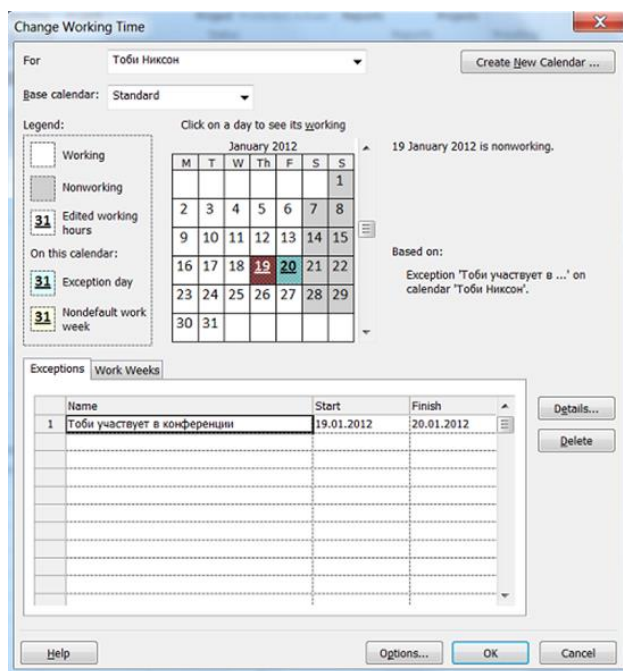 Change Working Time
For Тоби Никсон Create New Calendar ...
Base calendar: Standard
Legend: Click on a day to see its working
Working
Nonworking
31 Edited working hours
On this calendar:
31 Exception day
31 Nondefault work week
January 2012
M T W Th F S S
1
2 3 4 5 6 7 8
9 10 11 12 13 14 15
16 17 18 19 20 21 22
23 24 25 26 27 28 29
30 31
19 January 2012 is nonworking.
Based on:
Exception 'Тоби участвует в ...' on
calendar 'Тоби Никсон'.
Exceptions Work Weeks
Name Start Finish
1 Тоби участвует в конференции 19.01.2012 20.01.2012
Details...
Delete
Help Options... OK Cancel